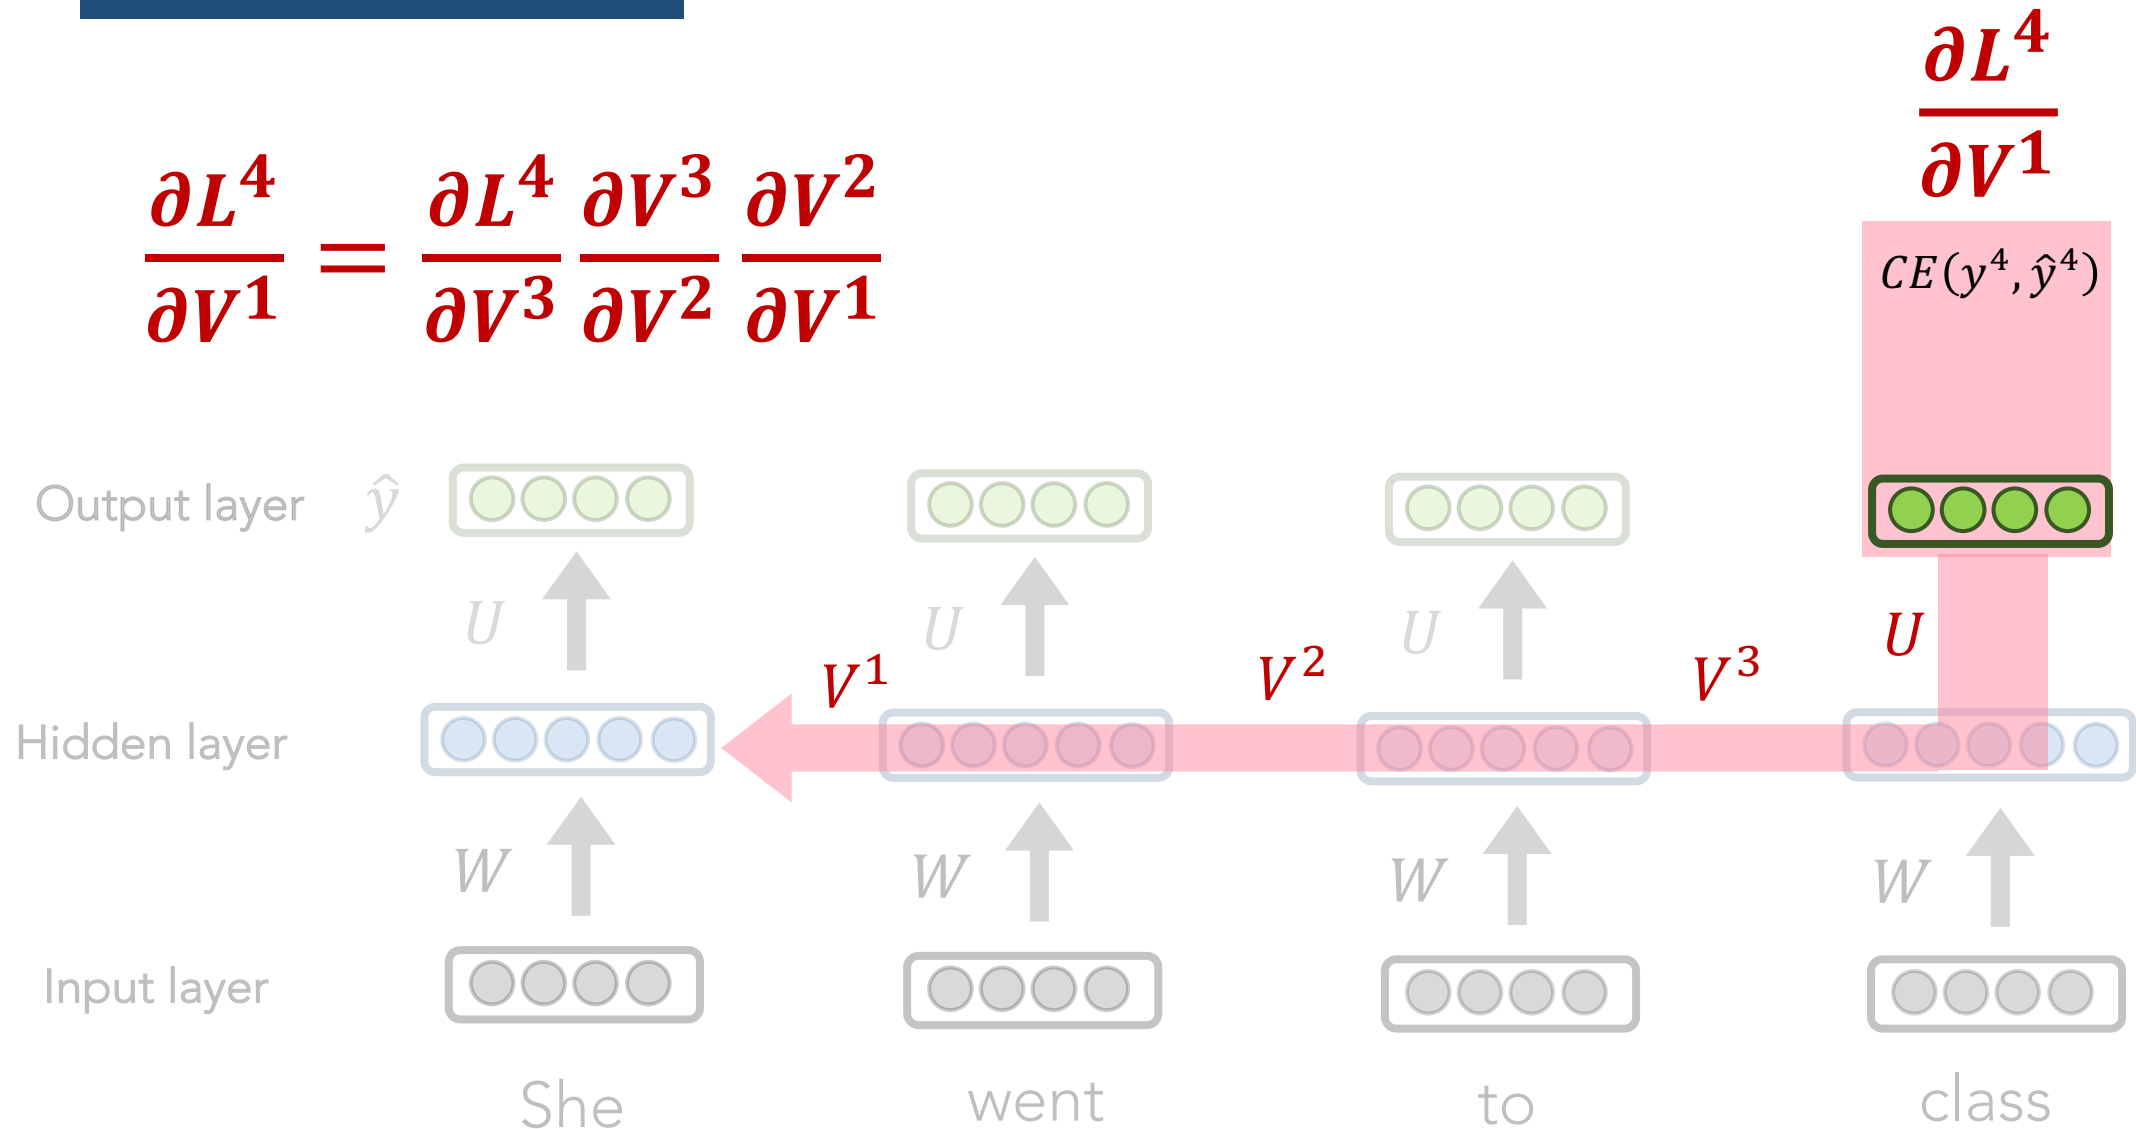 ∂L⁴/∂V¹
∂L⁴/∂V¹ = ∂L⁴/∂V³ ∂V³/∂V² ∂V²/∂V¹
CE(y⁴, ŷ⁴)
Output layer ŷ
U U U U
V¹ V² V³
Hidden layer
W W W W
Input layer
She went to class